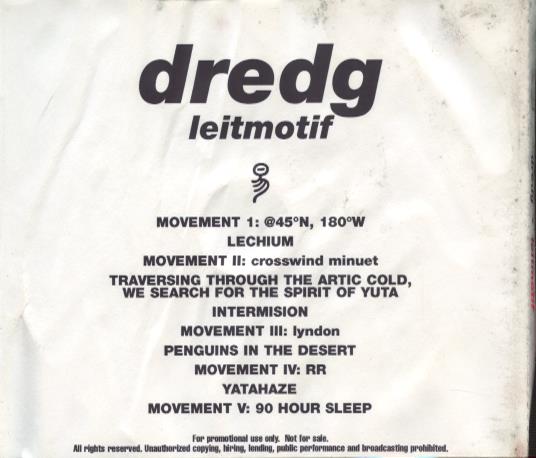 dredg
leitmotif
MOVEMENT 1: @45°N, 180°W
LECHIUM
MOVEMENT II: crosswind minuet
TRAVERSING THROUGH THE ARTIC COLD,
WE SEARCH FOR THE SPIRIT OF YUTA
INTERMISION
MOVEMENT III: lyndon
PENGUINS IN THE DESERT
MOVEMENT IV: RR
YATAHAZE
MOVEMENT V: 90 HOUR SLEEP
For promotional use only. Not for sale.
All rights reserved. Unauthorized copying, hiring, lending, public performance and broadcasting prohibited.